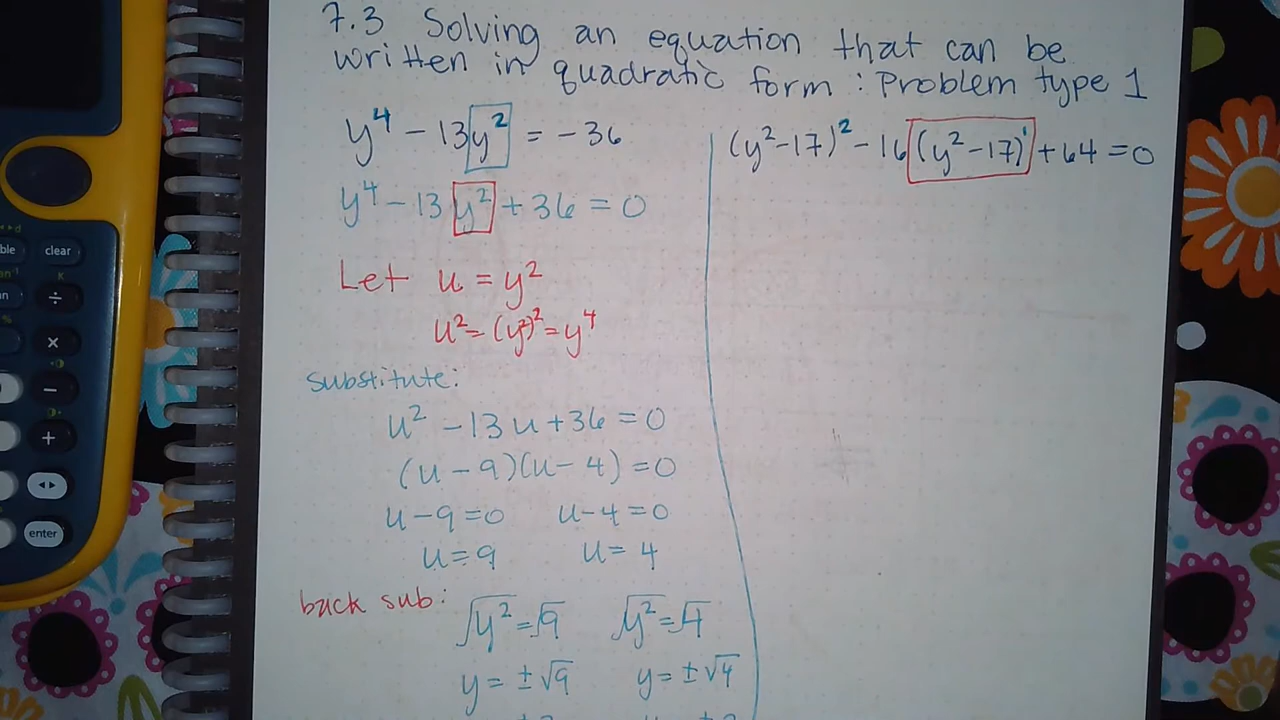 7.3 Solving an equation that can be
written in quadratic form : Problem type 1
y⁴ - 13y² = -36
y⁴ - 13y² + 36 = 0
Let u = y²
u² = (y²)² = y⁴
substitute:
u² - 13u + 36 = 0
(u - 9)(u - 4) = 0
u - 9 = 0 u - 4 = 0
u = 9 u = 4
back sub: √y² = √9 √y² = √4
y = ±√9 y = ±√4
(y² - 17)² - 16(y² - 17)¹ + 64 = 0
clear
÷
×
-
+
enter